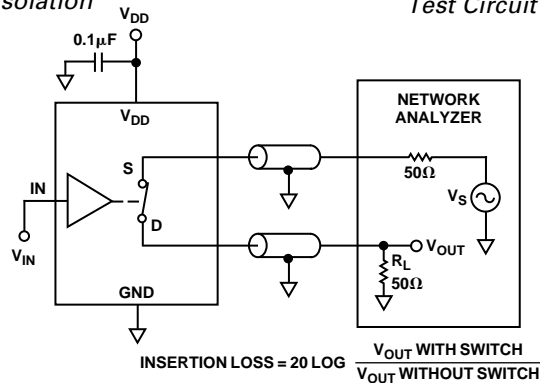 solation
Test Circuit
VDD
0.1µF
VDD
NETWORK
ANALYZER
S
50Ω
VS
IN
D
VIN
VOUT
RL
50Ω
GND
INSERTION LOSS = 20 LOG VOUT WITH SWITCH
VOUT WITHOUT SWITCH